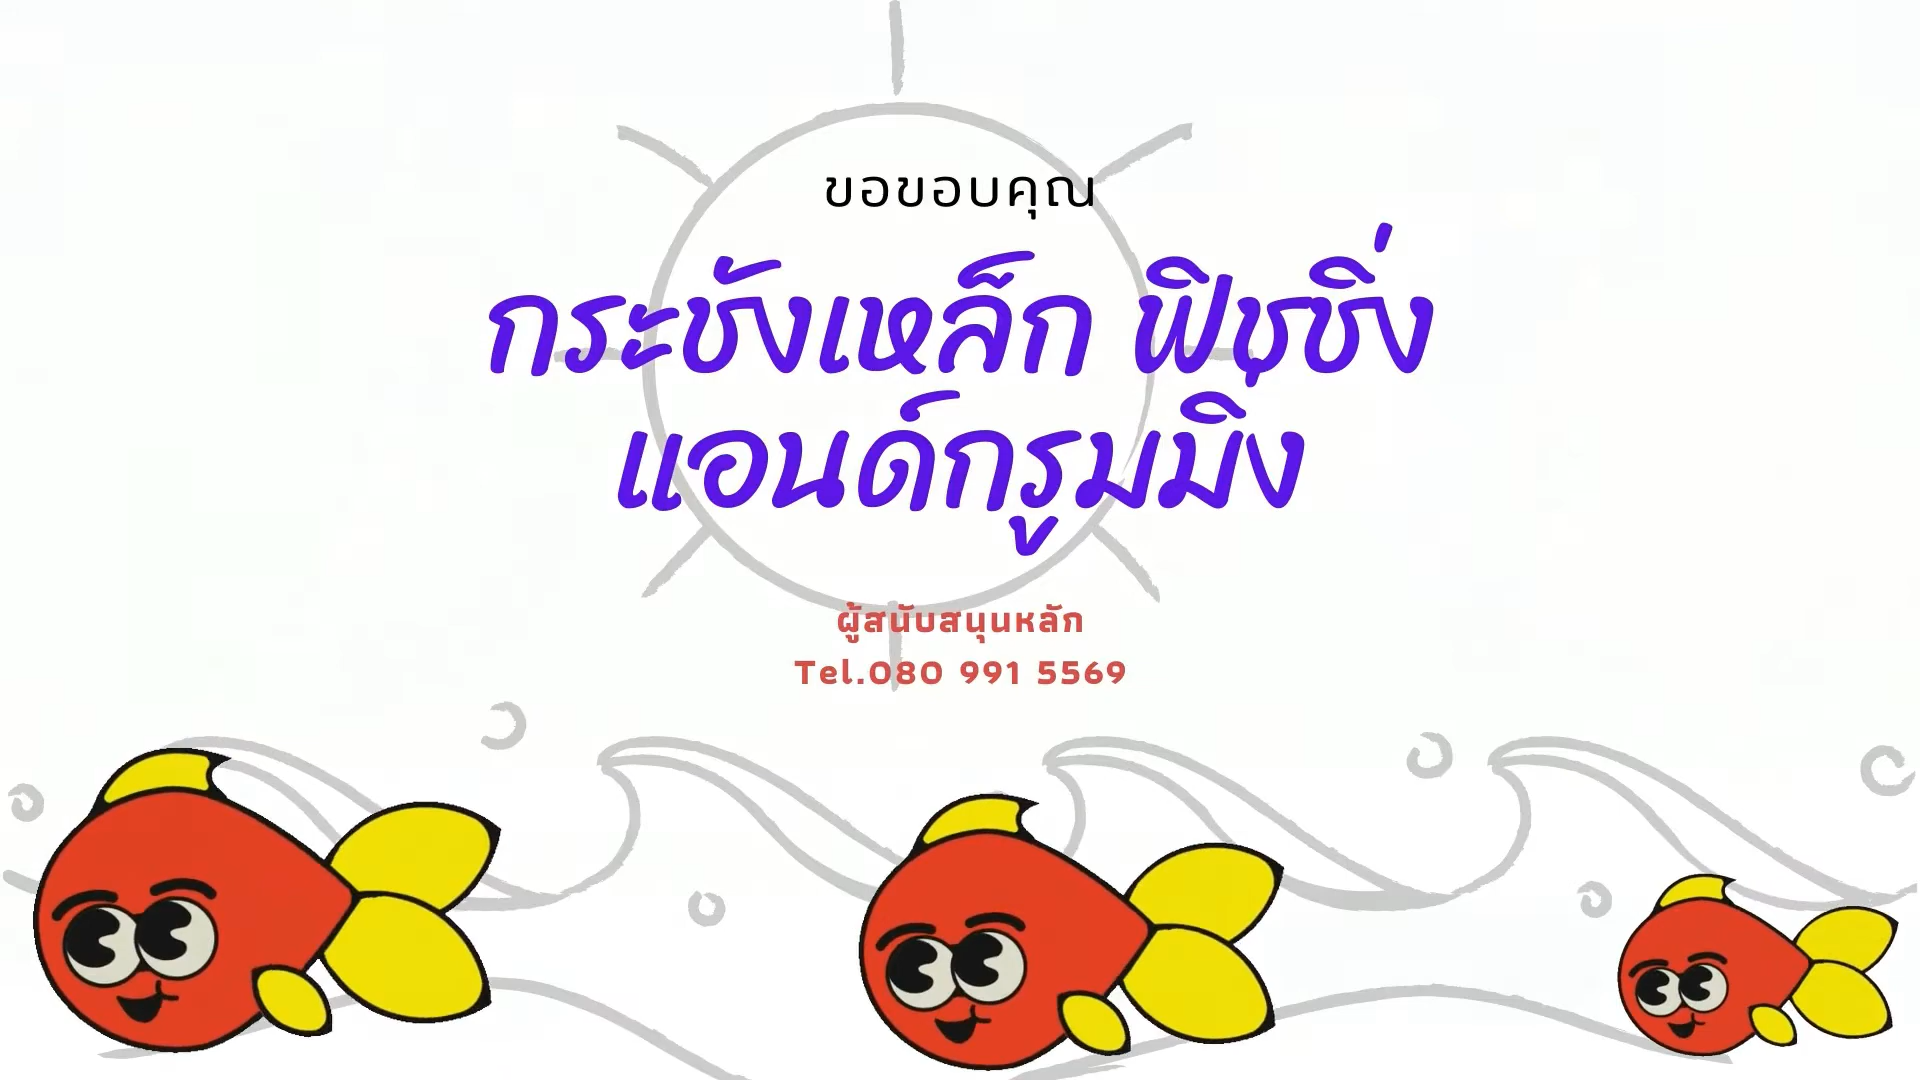 ขอขอบคุณ
กระชังเหล็ก ฟิชชิ่ง
แอนด์กรูมมิ่ง
ผู้สนับสนุนหลัก
Tel.080 991 5569